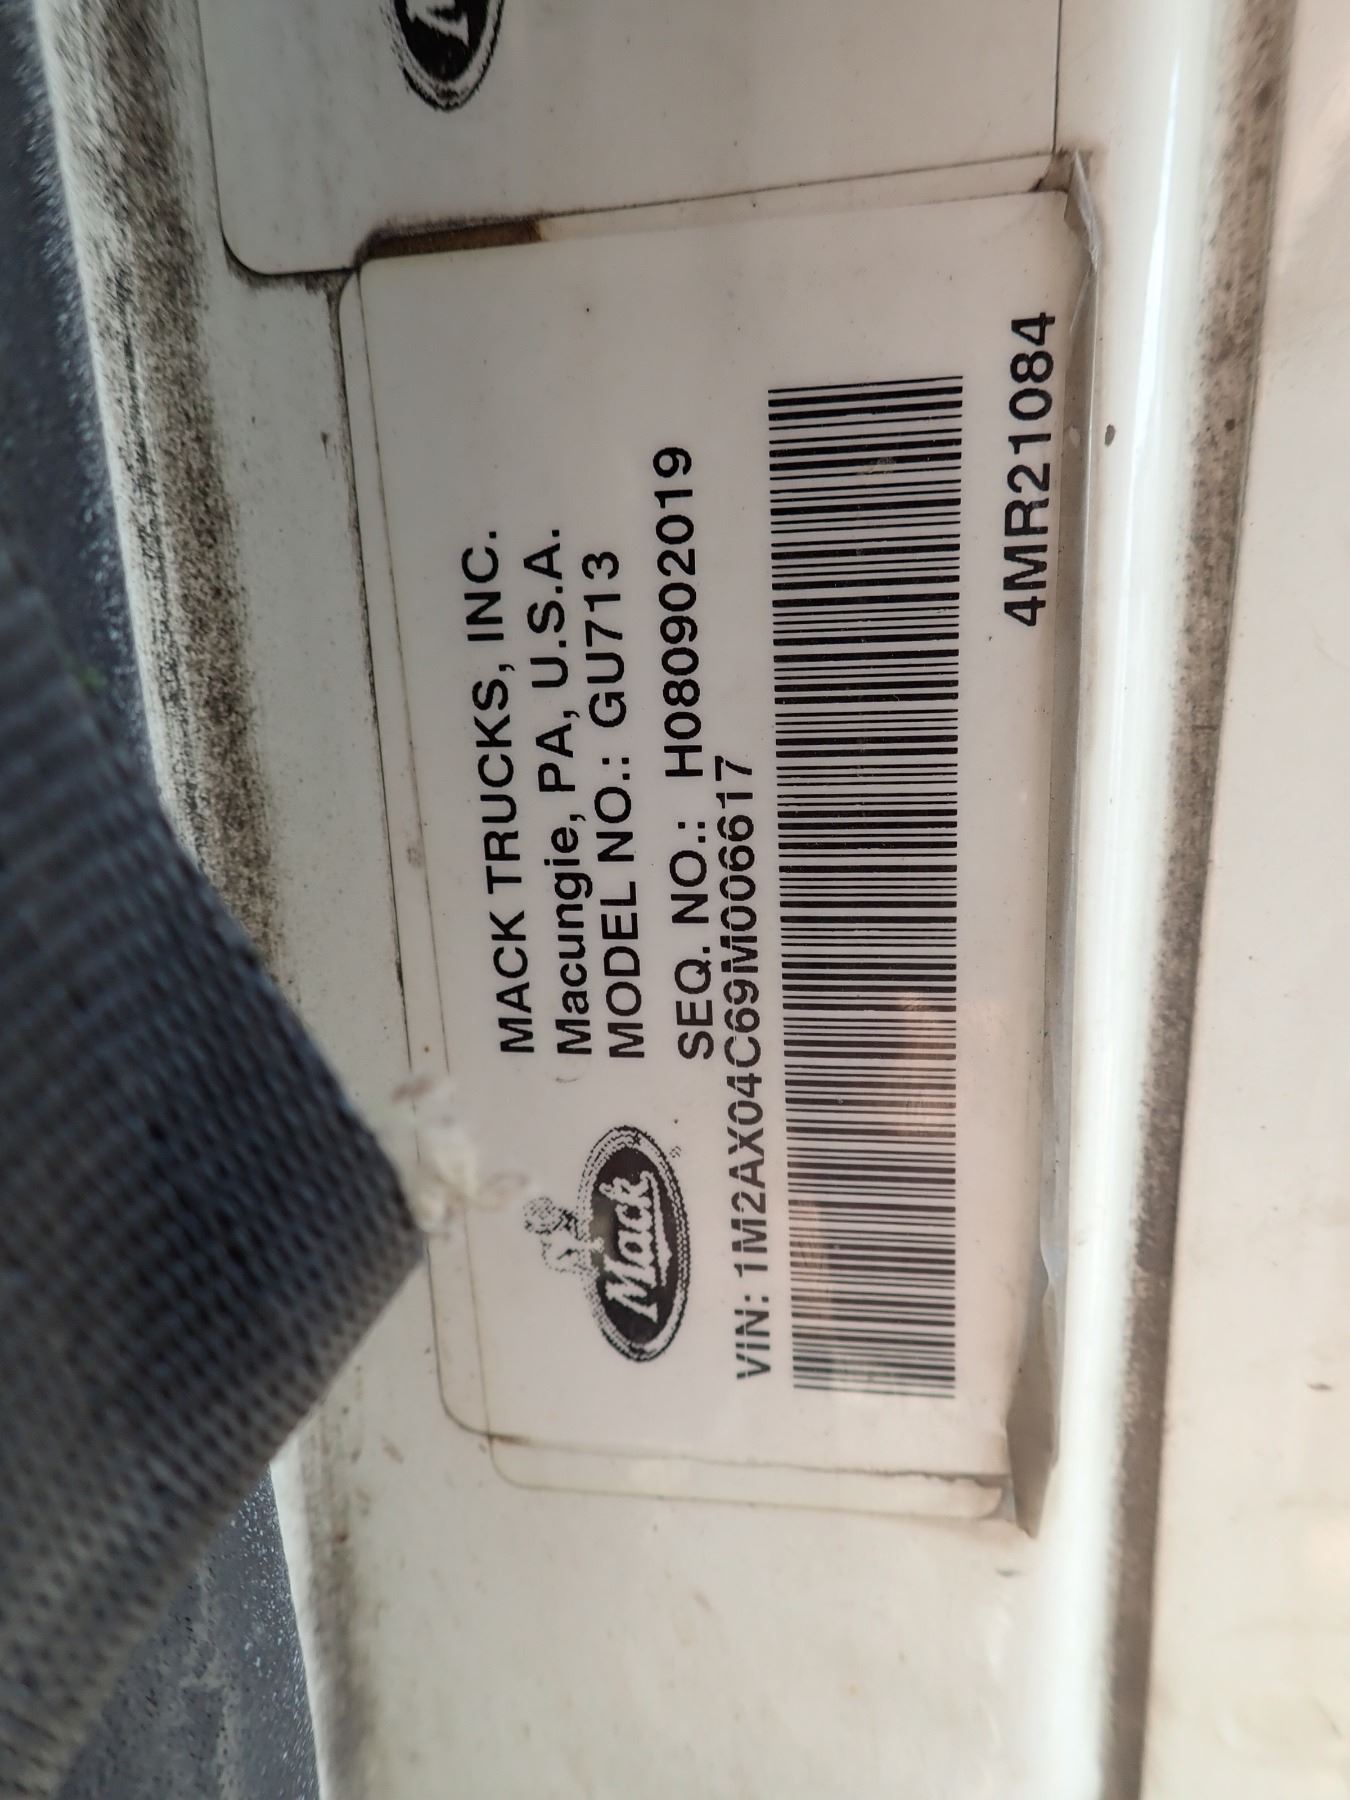 MACK TRUCKS, INC.
Macungie, PA, U.S.A.
MODEL NO.: GU713
Mack
SEQ. NO.: H080902019
VIN: 1M2AX04C69M006617
4MR21084